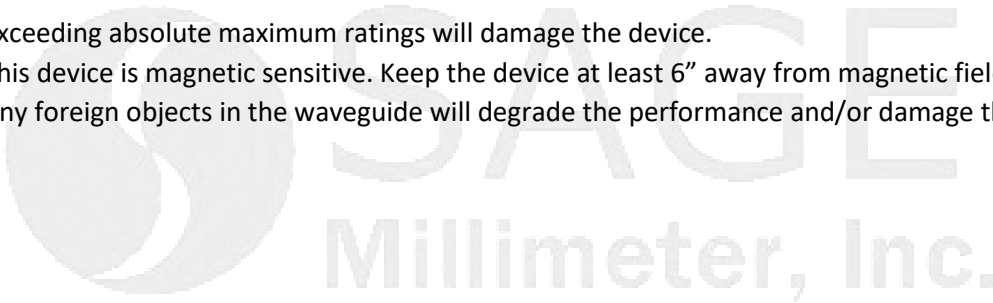 xceeding absolute maximum ratings will damage the device.
his device is magnetic sensitive. Keep the device at least 6” away from magnetic fiel
ny foreign objects in the waveguide will degrade the performance and/or damage th
SAGE
Millimeter, Inc.